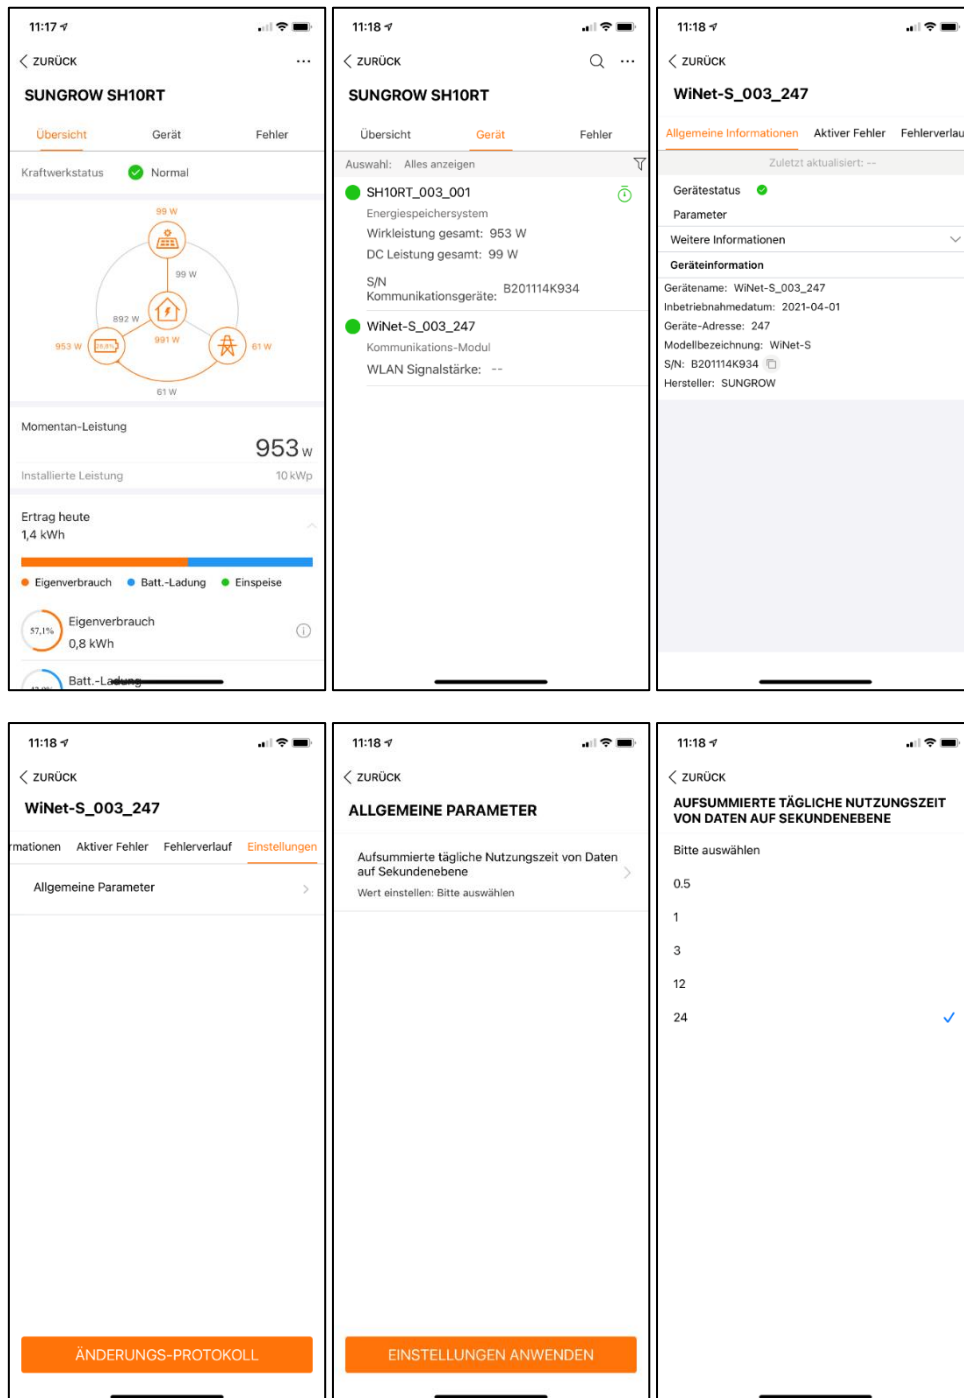 11:17
ZURÜCK
SUNGROW SH10RT
Übersicht Gerät Fehler
Kraftwerkstatus Normal
99 W
99 W
892 W
953 W
991 W
61 W
61 W
Momentan-Leistung
953 W
Installierte Leistung 10 kWp
Ertrag heute
1,4 kWh
Eigenverbrauch Batt.-Ladung Einspeise
57,1%
Eigenverbrauch
0,8 kWh
Batt.-Ladung
11:18
ZURÜCK
SUNGROW SH10RT
Übersicht Gerät Fehler
Auswahl: Alles anzeigen
SH10RT_003_001
Energiespeichersystem
Wirkleistung gesamt: 953 W
DC Leistung gesamt: 99 W
S/N
Kommunikationsgeräte: B201114K934
WiNet-S_003_247
Kommunikations-Modul
WLAN Signalstärke: --
11:18
ZURÜCK
WiNet-S_003_247
Allgemeine Informationen Aktiver Fehler Fehlerverlau
Zuletzt aktualisiert: --
Gerätestatus
Parameter
Weitere Informationen
Geräteinformation
Gerätename: WiNet-S_003_247
Inbetriebnahmedatum: 2021-04-01
Geräte-Adresse: 247
Modellbezeichnung: WiNet-S
S/N: B201114K934
Hersteller: SUNGROW
11:18
ZURÜCK
WiNet-S_003_247
rmationen Aktiver Fehler Fehlerverlauf Einstellungen
Allgemeine Parameter
ÄNDERUNGS-PROTOKOLL
11:18
ZURÜCK
ALLGEMEINE PARAMETER
Aufsummierte tägliche Nutzungszeit von Daten
auf Sekundenebene
Wert einstellen: Bitte auswählen
EINSTELLUNGEN ANWENDEN
11:18
ZURÜCK
AUFSUMMIERTE TÄGLICHE NUTZUNGSZEIT
VON DATEN AUF SEKUNDENEBENE
Bitte auswählen
0.5
1
3
12
24